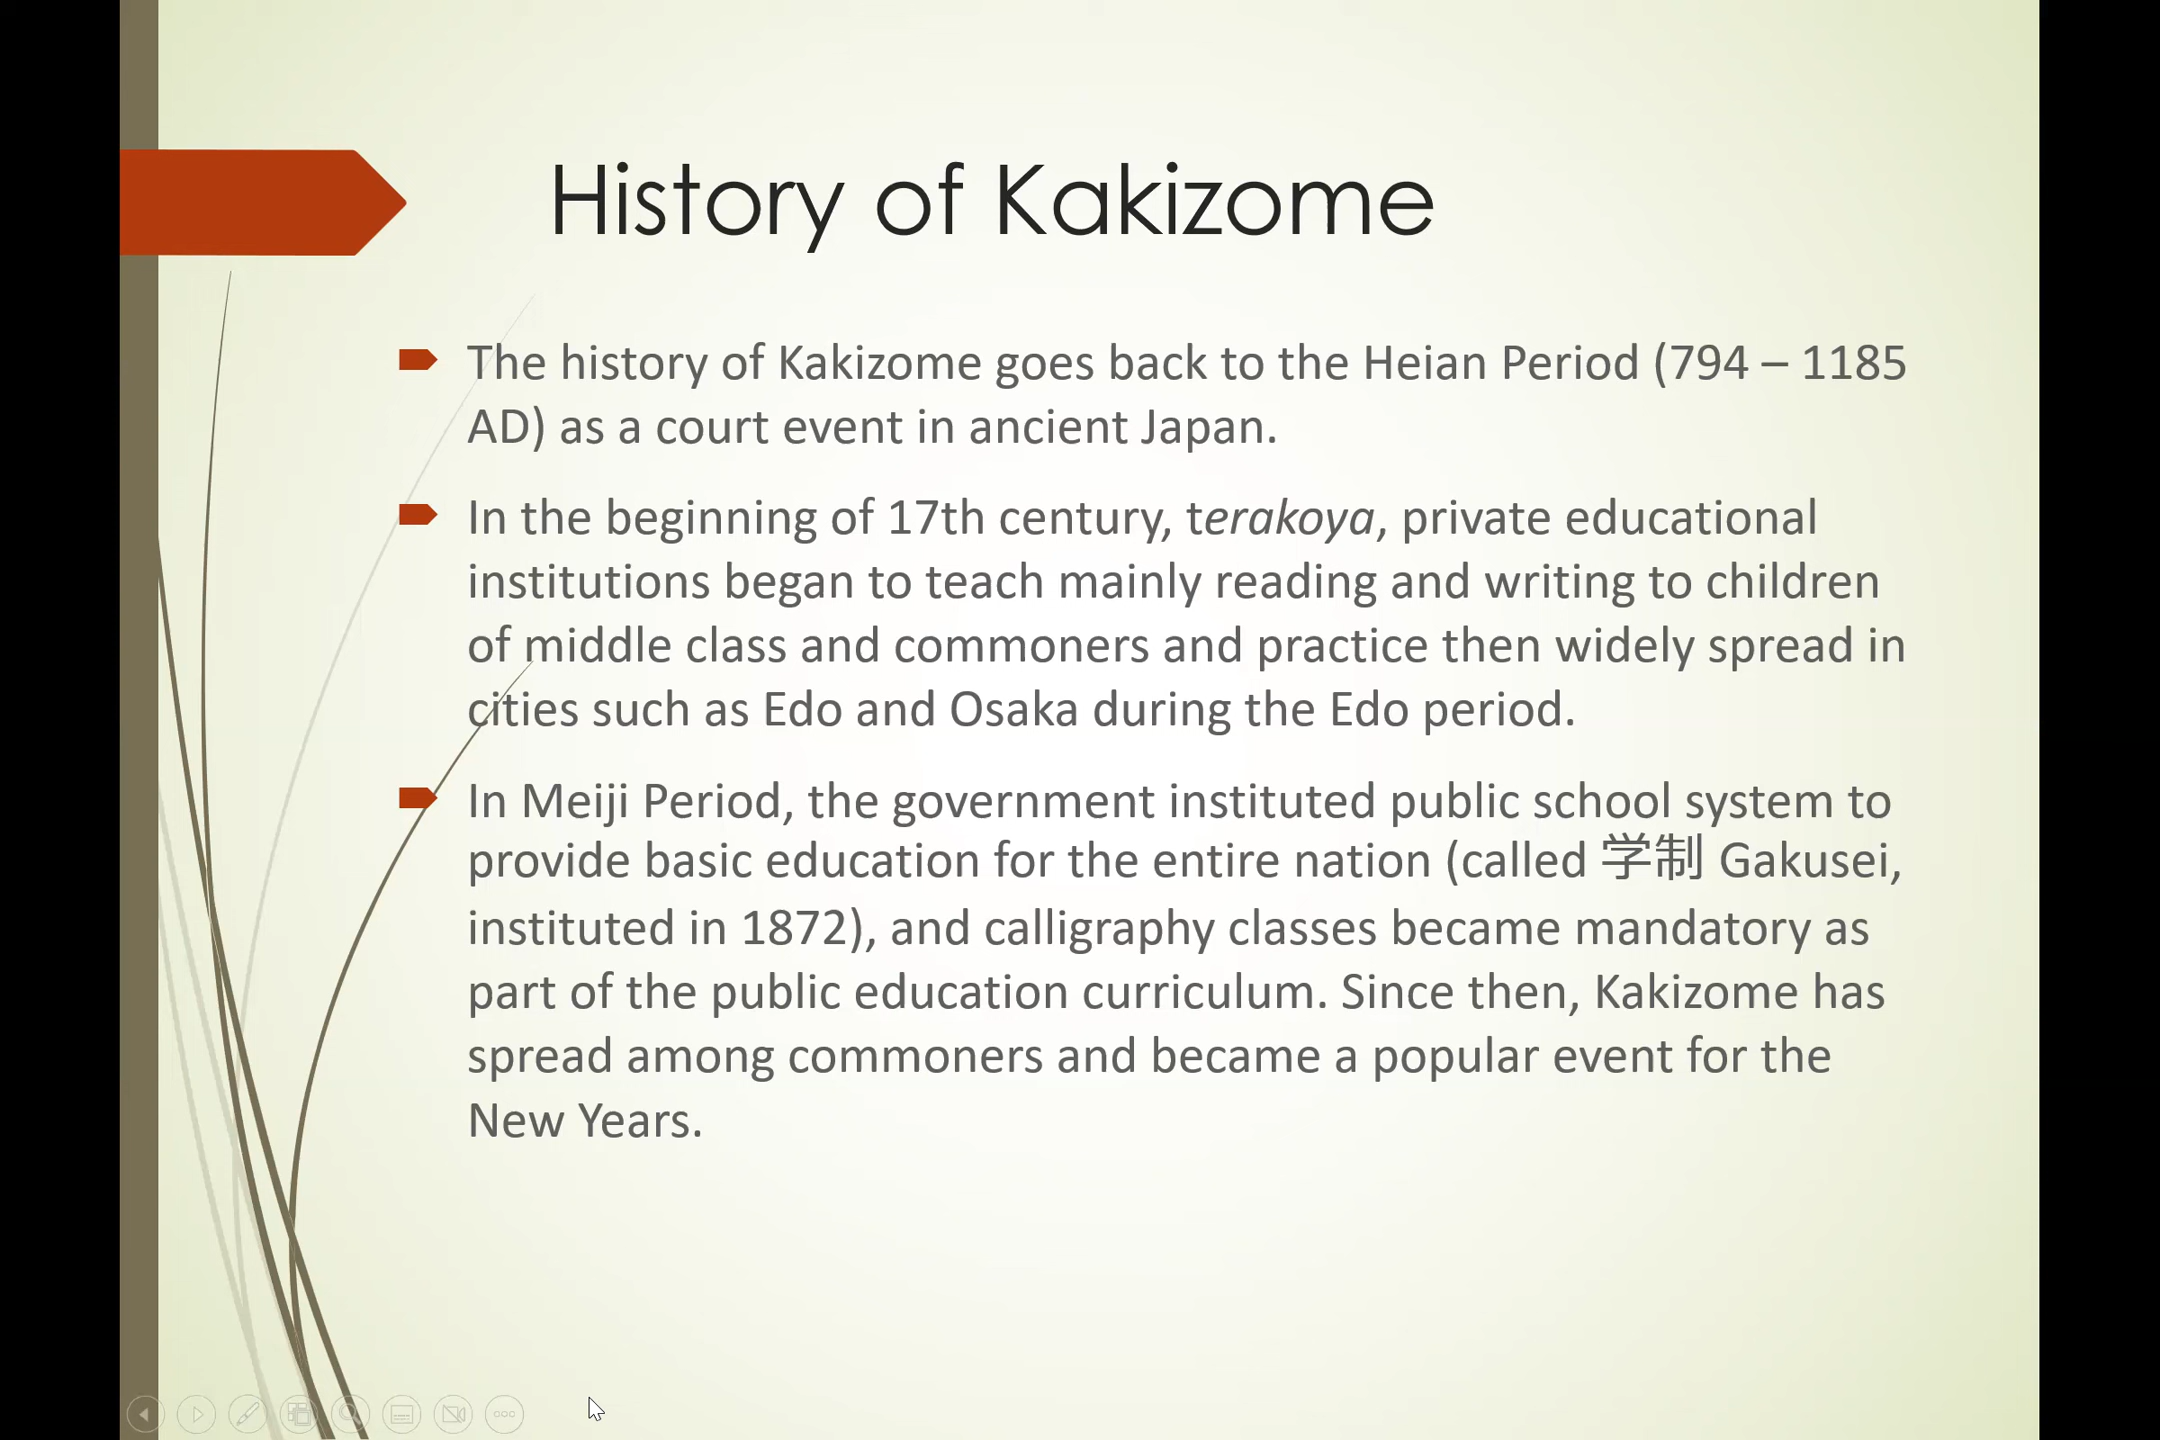 History of Kakizome
The history of Kakizome goes back to the Heian Period (794 – 1185
AD) as a court event in ancient Japan.
In the beginning of 17th century, terakoya, private educational
institutions began to teach mainly reading and writing to children
of middle class and commoners and practice then widely spread in
cities such as Edo and Osaka during the Edo period.
In Meiji Period, the government instituted public school system to
provide basic education for the entire nation (called 学制 Gakusei,
instituted in 1872), and calligraphy classes became mandatory as
part of the public education curriculum. Since then, Kakizome has
spread among commoners and became a popular event for the
New Years.